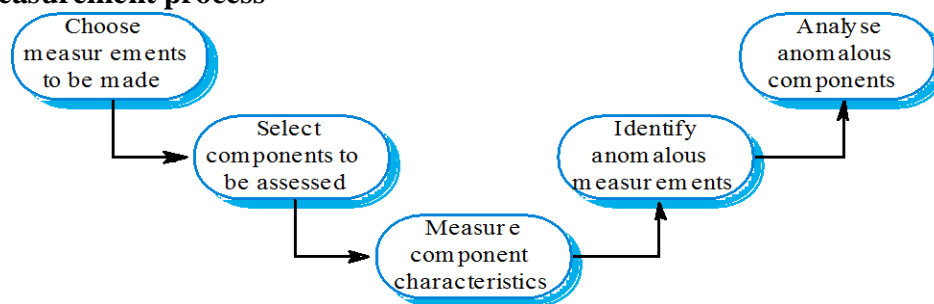 easurement process
Choose
measurements
to be made
Select
components to
be assessed
Measure
component
characteristics
Identify
anomalous
measurements
Analyse
anomalous
components